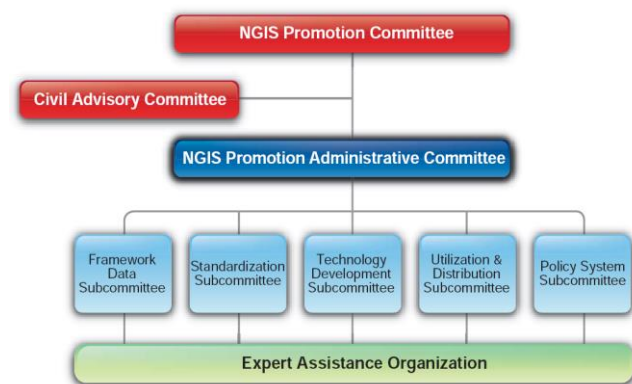 NGIS Promotion Committee
Civil Advisory Committee
NGIS Promotion Administrative Committee
Framework
Data
Subcommittee
Standardization
Subcommittee
Technology
Development
Subcommittee
Utilization &
Distribution
Subcommittee
Policy System
Subcommittee
Expert Assistance Organization